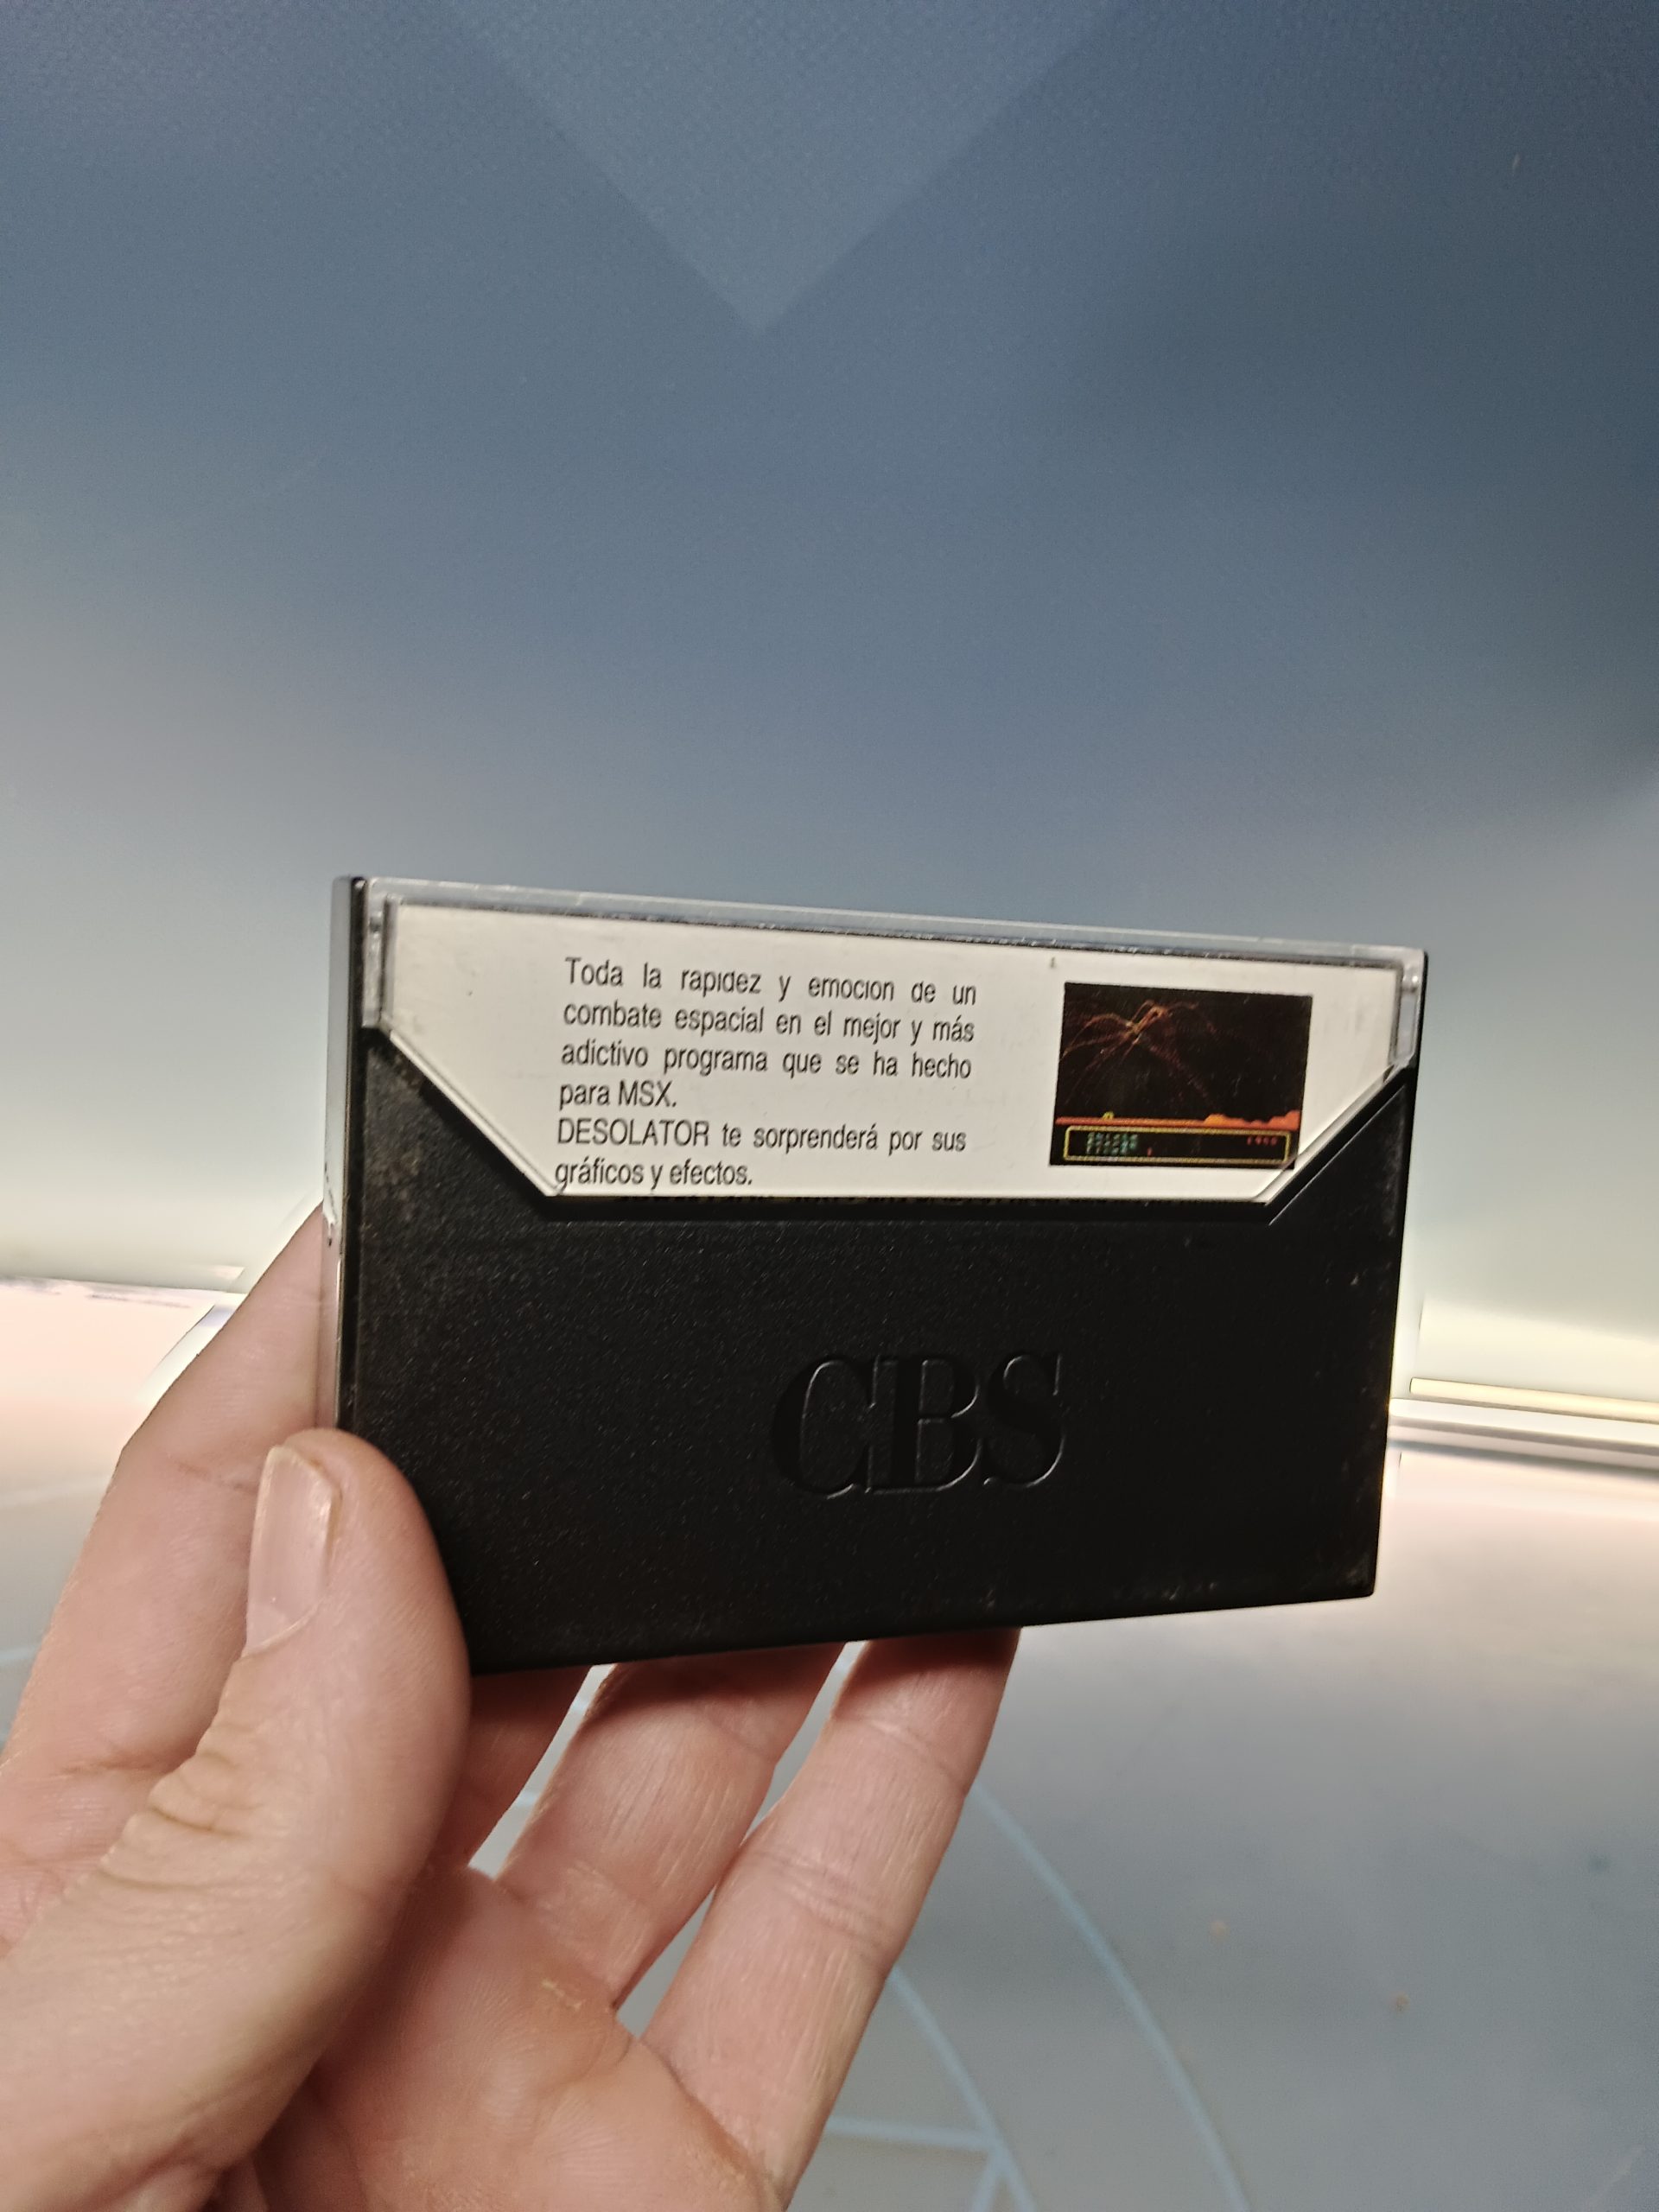 Toda la rapidez y emoción de un
combate espacial en el mejor y más
adictivo programa que se ha hecho
para MSX.
DESOLATOR te sorprenderá por sus
gráficos y efectos.
CBS